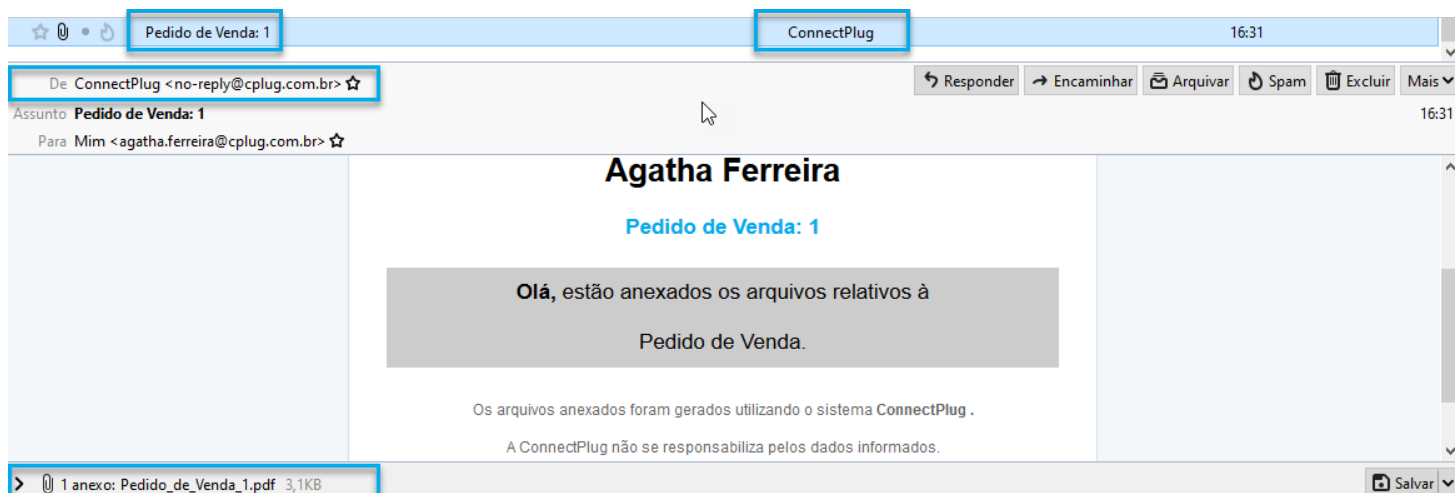 Pedido de Venda: 1 ConnectPlug 16:31
De ConnectPlug <no-reply@cplug.com.br> Responder Encaminhar Arquivar Spam Excluir Mais
Assunto Pedido de Venda: 1 16:31
Para Mim <agatha.ferreira@cplug.com.br>
Agatha Ferreira
Pedido de Venda: 1
Olá, estão anexados os arquivos relativos à
Pedido de Venda.
Os arquivos anexados foram gerados utilizando o sistema ConnectPlug .
A ConnectPlug não se responsabiliza pelos dados informados.
1 anexo: Pedido_de_Venda_1.pdf 3,1KB Salvar